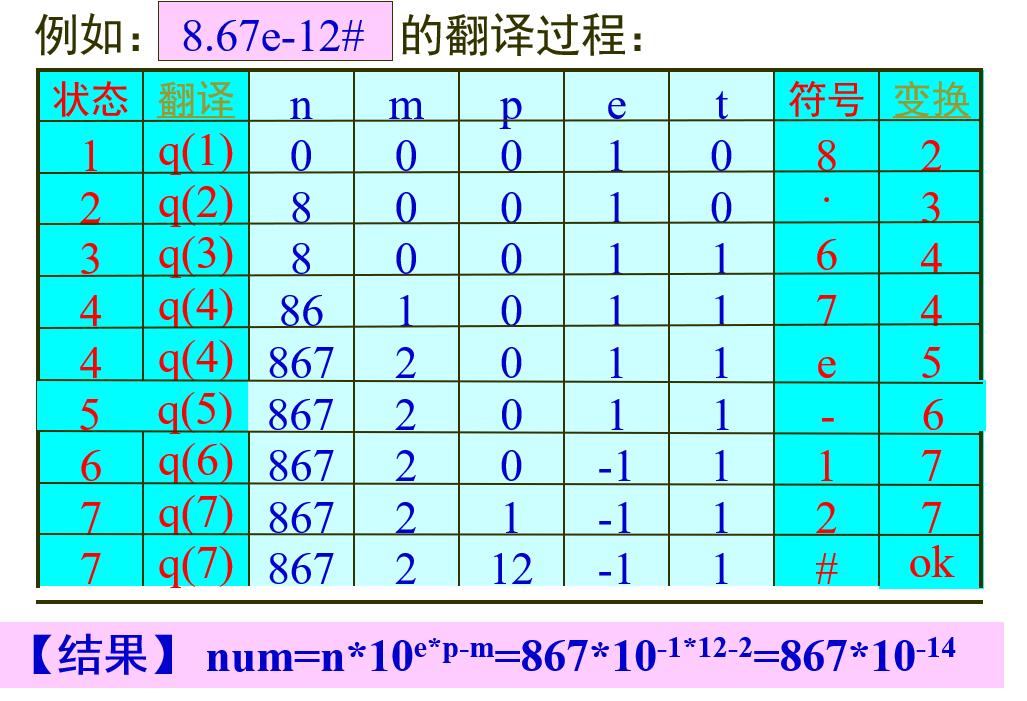 例如： 8.67e-12# 的翻译过程：
状态 翻译 n m p e t 符号 变换
1 q(1) 0 0 0 1 0 8 2
2 q(2) 8 0 0 1 0 · 3
3 q(3) 8 0 0 1 1 6 4
4 q(4) 86 1 0 1 1 7 4
4 q(4) 867 2 0 1 1 e 5
5 q(5) 867 2 0 1 1 - 6
6 q(6) 867 2 0 -1 1 1 7
7 q(7) 867 2 1 -1 1 2 7
7 q(7) 867 2 12 -1 1 # ok
【结果】 num=n*10e*p-m=867*10-1*12-2=867*10-14